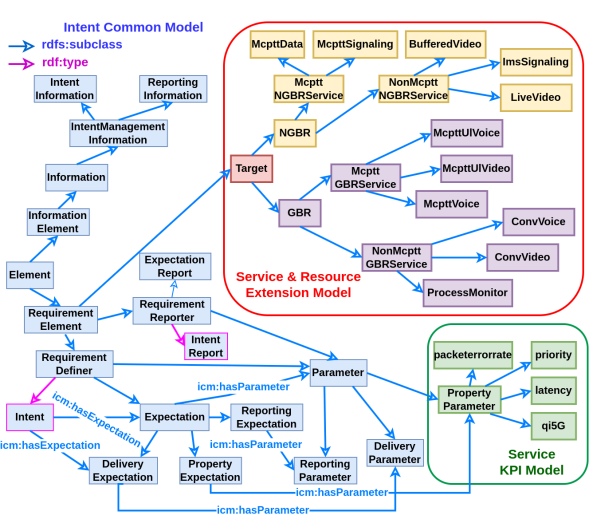 Intent Common Model
rdfs:subclass
rdf:type
Intent
Information
Reporting
Information
IntentManagement
Information
Information
Information
Element
Element
Requirement
Element
Expectation
Report
Requirement
Reporter
Intent
Report
Requirement
Definer
Intent
Expectation
Reporting
Expectation
Parameter
Delivery
Expectation
Property
Expectation
Reporting
Parameter
Delivery
Parameter
icm:hasParameter
icm:hasExpectation
icm:hasExpectation
icm:hasParameter
icm:hasParameter
icm:hasParameter
McpttData
McpttSignaling
BufferedVideo
ImsSignaling
Mcptt
NGBRService
NonMcptt
NGBRService
LiveVideo
NGBR
Target
McpttUlVoice
Mcptt
GBRService
McpttUlVideo
McpttVoice
GBR
ConvVoice
NonMcptt
GBRService
ConvVideo
ProcessMonitor
Service & Resource
Extension Model
packeterrorrate
priority
Property
Parameter
latency
qi5G
Service
KPI Model